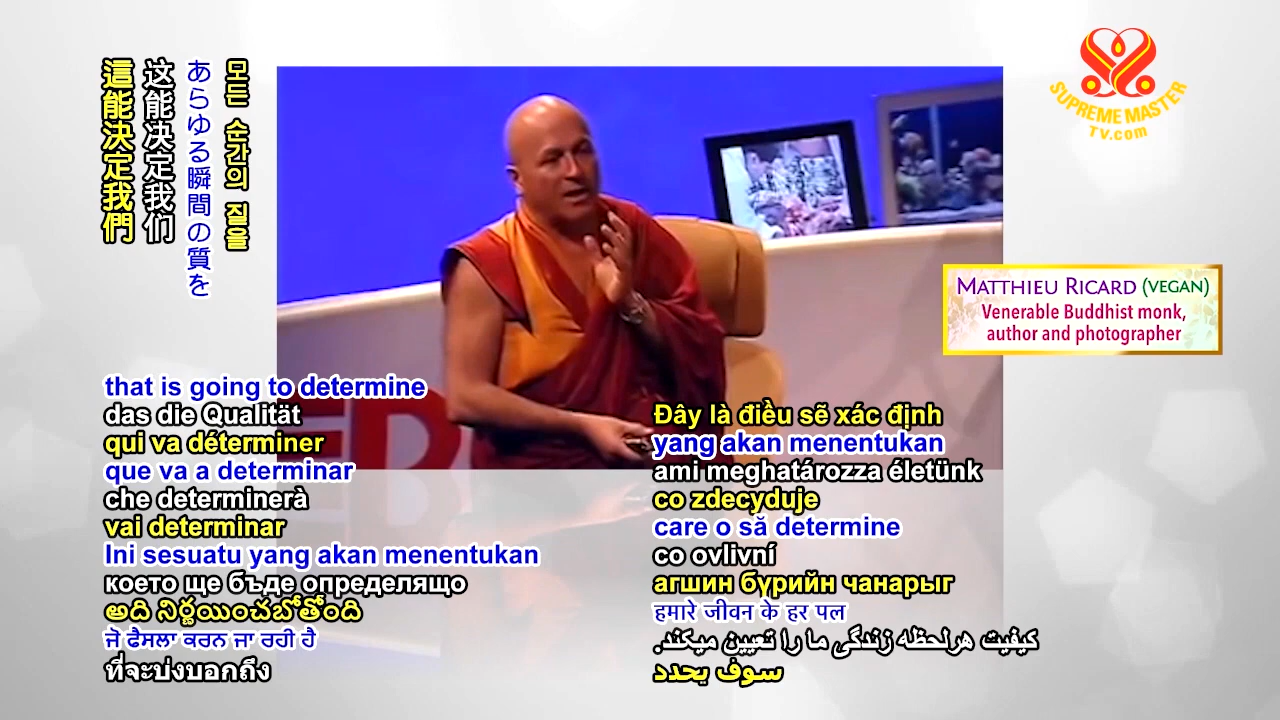 這能決定我們
这能决定我们
あらゆる瞬間の質を
모든 순간의 질을
SUPREME MASTER
TV.com
MATTHIEU RICARD (VEGAN)
Venerable Buddhist monk,
author and photographer
ED
that is going to determine
das die Qualität
qui va déterminer
que va a determinar
che determinerà
vai determinar
Ini sesuatu yang akan menentukan
което ще бъде определящо
అది నిర్ణయించబోతోంది
ਜੋ ਫੈਸਲਾ ਕਰਨ ਜਾ ਰਹੀ ਹੈ
ที่จะบ่งบอกถึง
Đây là điều sẽ xác định
yang akan menentukan
ami meghatározza életünk
co zdecyduje
care o să determine
co ovlivní
агшин бүрийн чанарыг
हमारे जीवन के हर पल
کیفیت هرلحظه زندگی ما را تعیین میکند.
سوف يحدد